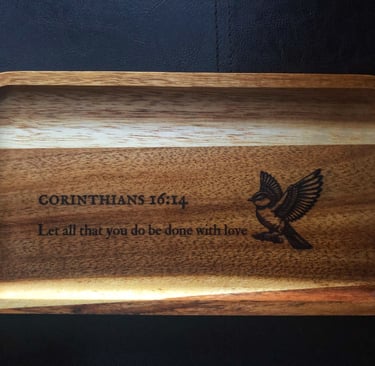 CORINTHIANS 16:14
Let all that you do be done with love